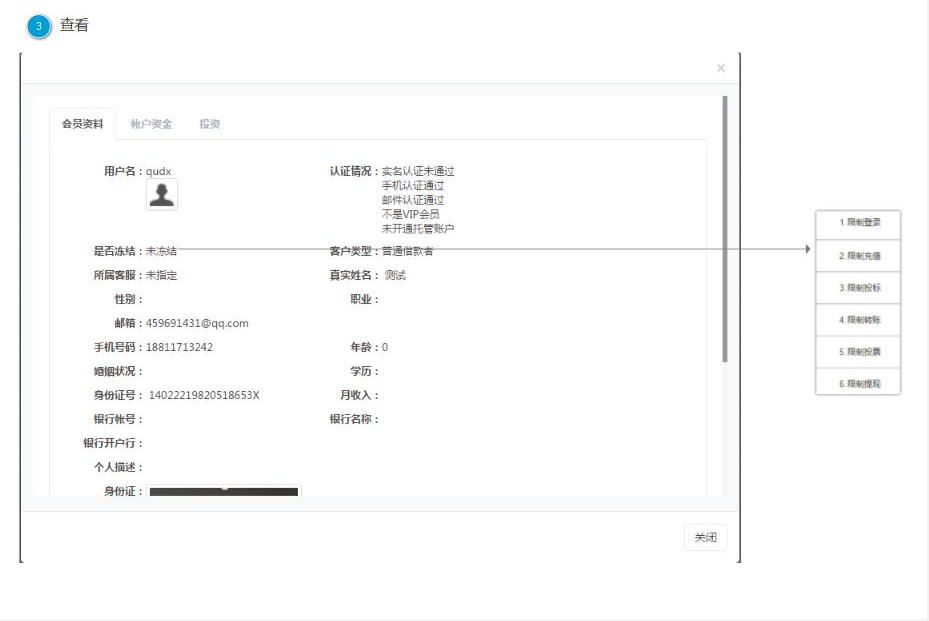 3 查看
×
会员资料 帐户资金 投资
用户名：qudx 认证情况：实名认证未通过
手机认证通过
邮件认证通过
不是VIP会员
未开通托管账户
是否冻结：未冻结 客户类型：普通借款者
所属客服：未指定 真实姓名：测试
性别： 职业：
邮箱：459691431@qq.com
手机号码：18811713242 年龄：0
婚姻状况： 学历：
身份证号：14022219820518653X 月收入：
银行帐号： 银行名称：
银行开户行：
个人描述：
身份证：
关闭
1.限制登录
2.限制充值
3.限制投标
4.限制转账
5.限制投票
6.限制提现